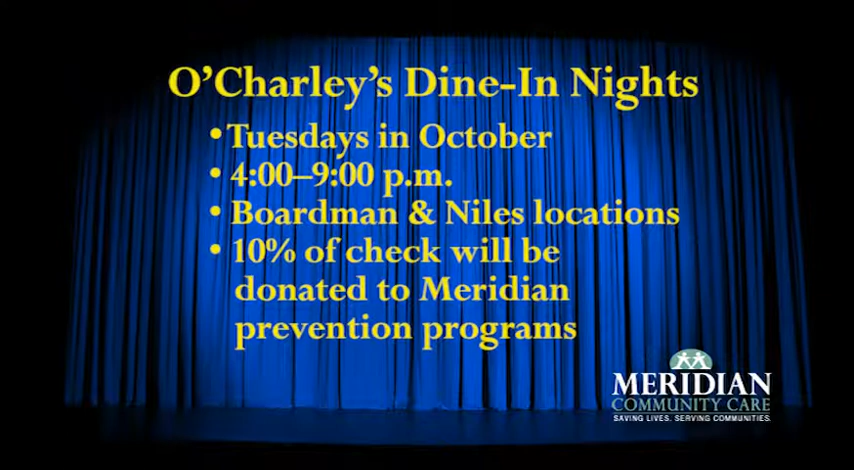 O'Charley's Dine-In Nights
• Tuesdays in October
• 4:00–9:00 p.m.
• Boardman & Niles locations
• 10% of check will be
donated to Meridian
prevention programs
MERIDIAN
COMMUNITY CARE
SAVING LIVES. SERVING COMMUNITIES.